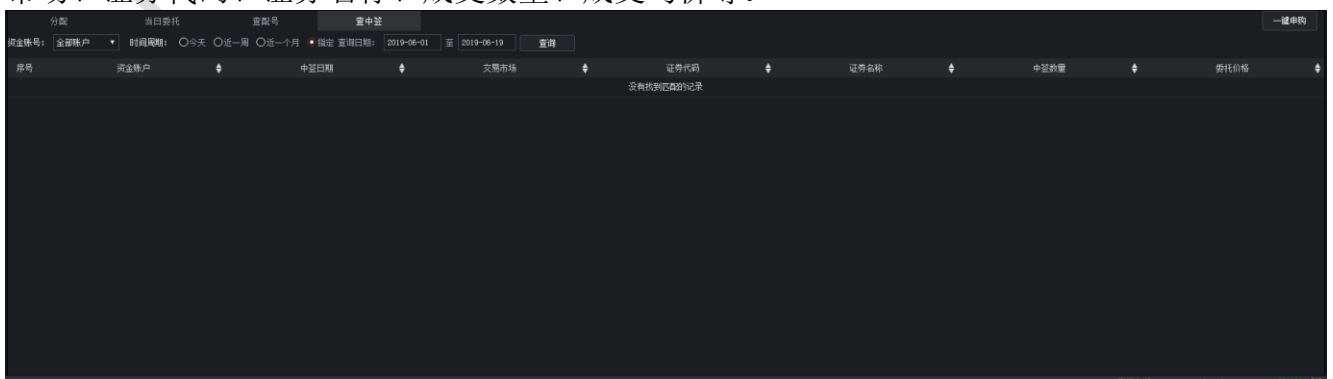 分配 当日委托 查配号 查中签 一键申购
资金账号: 全部账户 时间周期: 今天 近一周 近一个月 指定 查询日期: 2019-06-01 至 2019-06-19 查询
序号 资金账户 中签日期 交易市场 证券代码 证券名称 中签数量 委托价格
没有找到匹配的记录